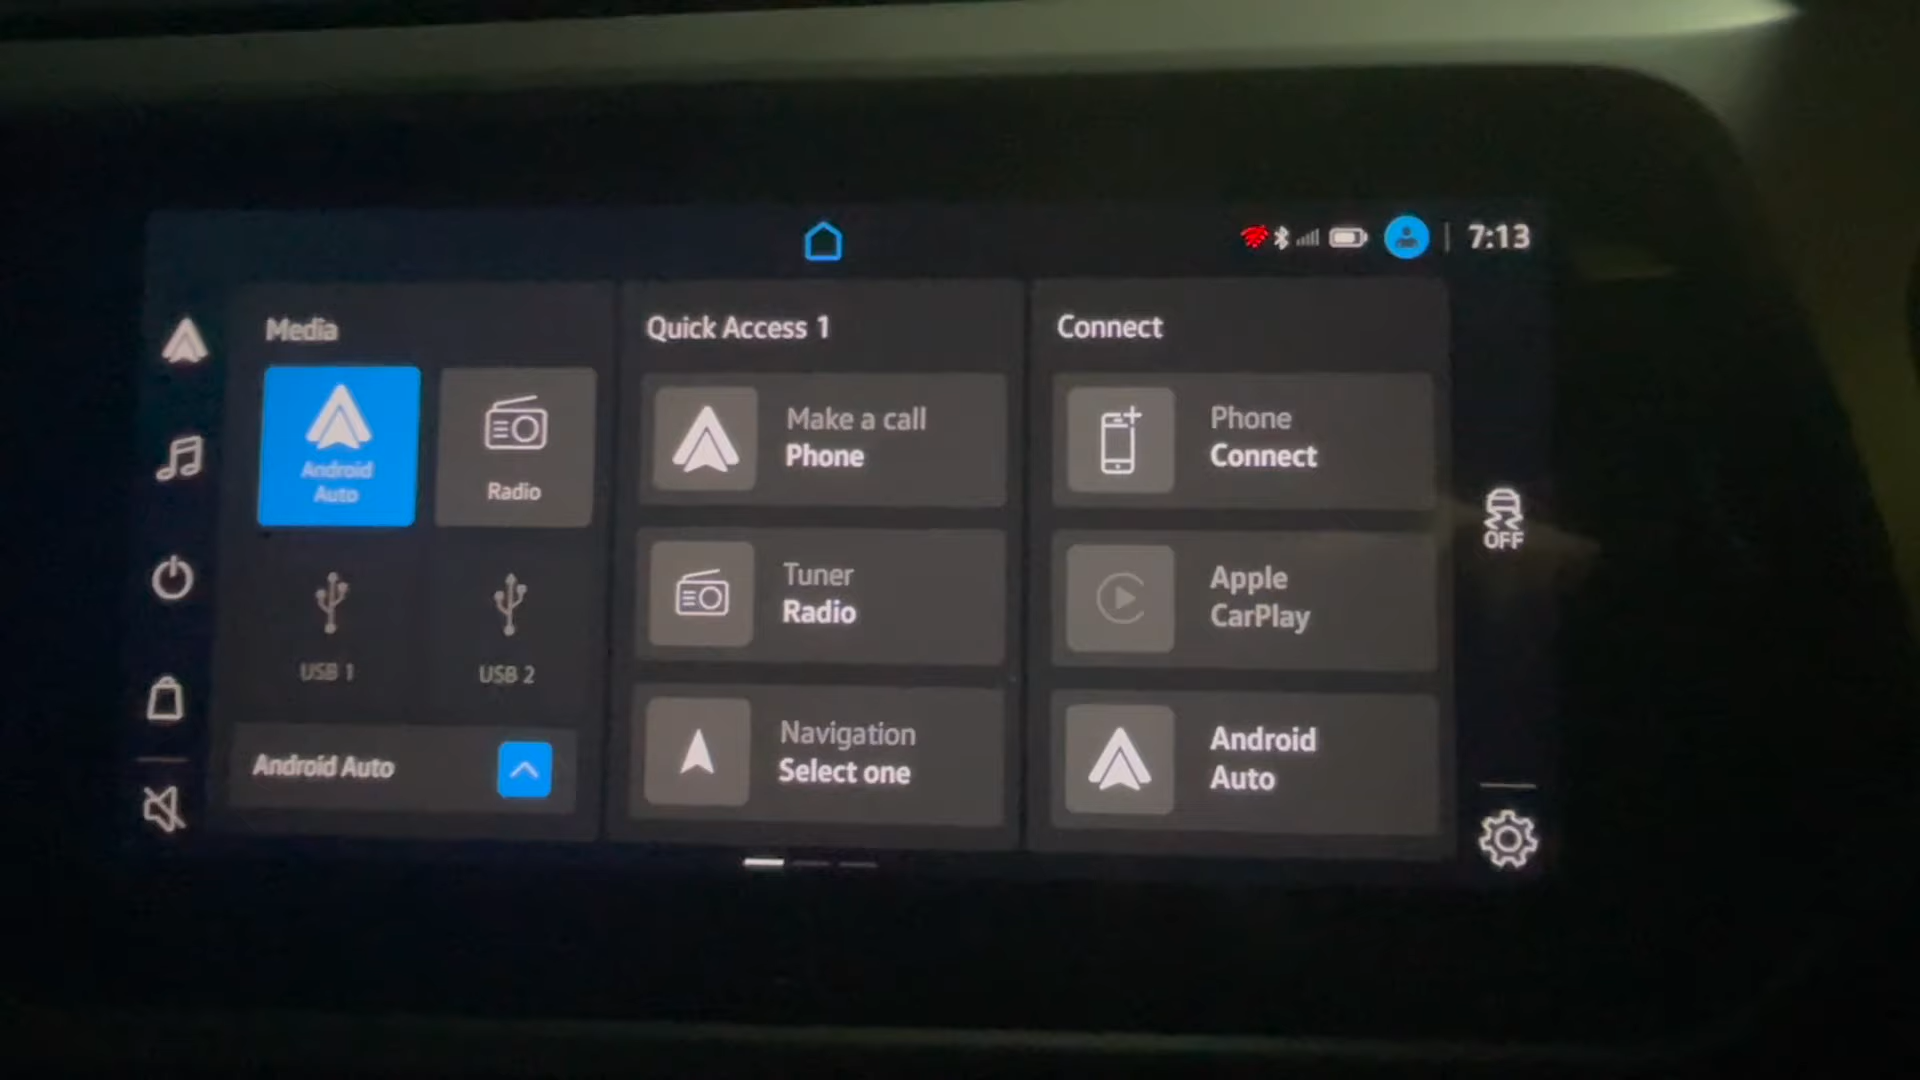 7:13
Media
Android
Auto
Radio
USB 1
USB 2
Android Auto
Quick Access 1
Make a call
Phone
Tuner
Radio
Navigation
Select one
Connect
Phone
Connect
Apple
CarPlay
Android
Auto
OFF